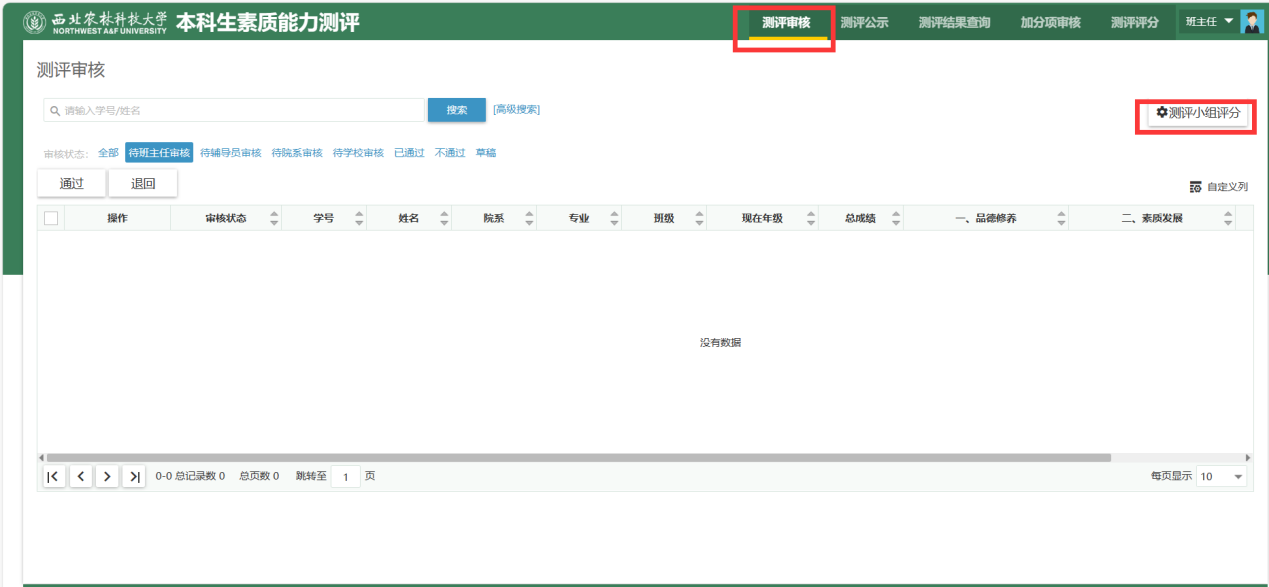 西北农林科技大学 本科生素质能力测评 测评审核 测评公示 测评结果查询 加分项审核 测评评分 班主任
NORTHWEST A&F UNIVERSITY
测评审核
请输入学号/姓名 搜索 [高级搜索] 测评小组评分
审核状态: 全部 待班主任审核 待辅导员审核 待院系审核 待学校审核 已通过 不通过 草稿
通过 退回 自定义列
操作 审核状态 学号 姓名 院系 专业 班级 现在年级 总成绩 一、品德修养 二、素质发展
没有数据
0-0 总记录数 0 总页数 0 跳转至 1 页 每页显示 10